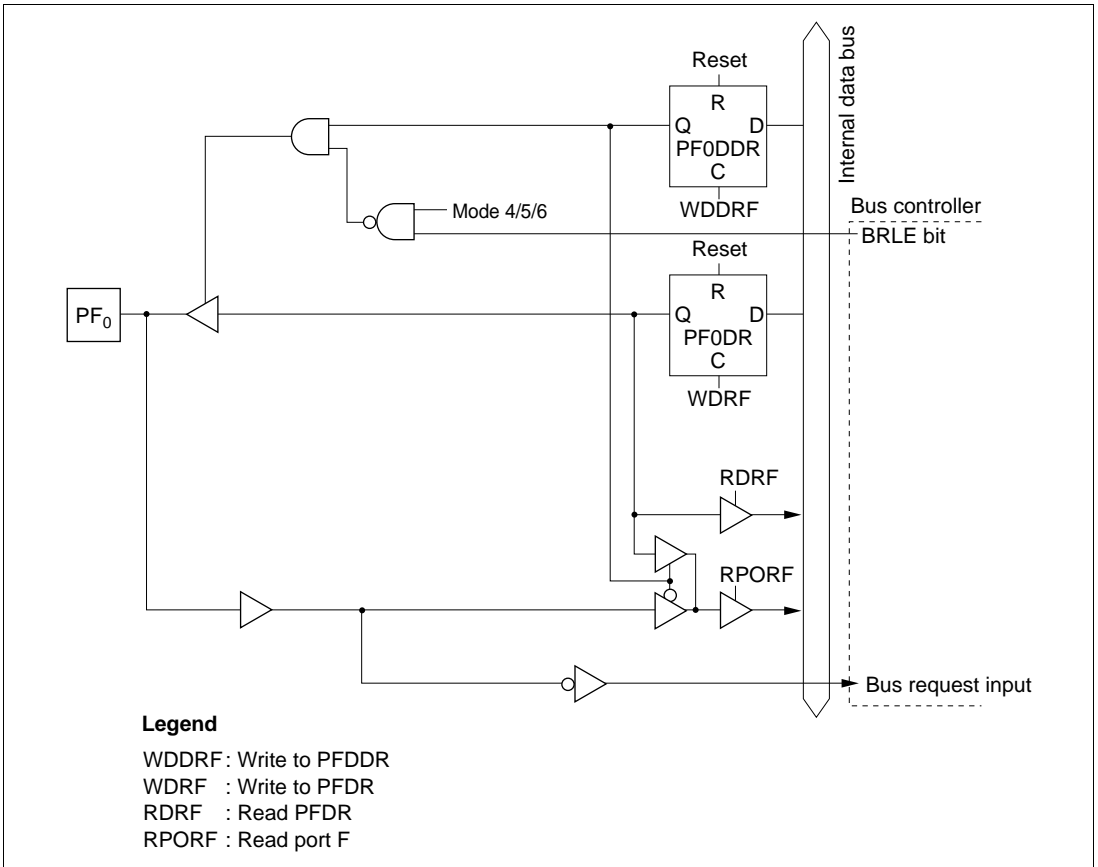 Reset
R
Q D
PF0DDR
C
WDDRF
Internal data bus
Mode 4/5/6
Bus controller
BRLE bit
Reset
R
Q D
PF0DR
C
WDRF
PF0
RDRF
RPORF
Bus request input
Legend
WDDRF : Write to PFDDR
WDRF : Write to PFDR
RDRF : Read PFDR
RPORF : Read port F